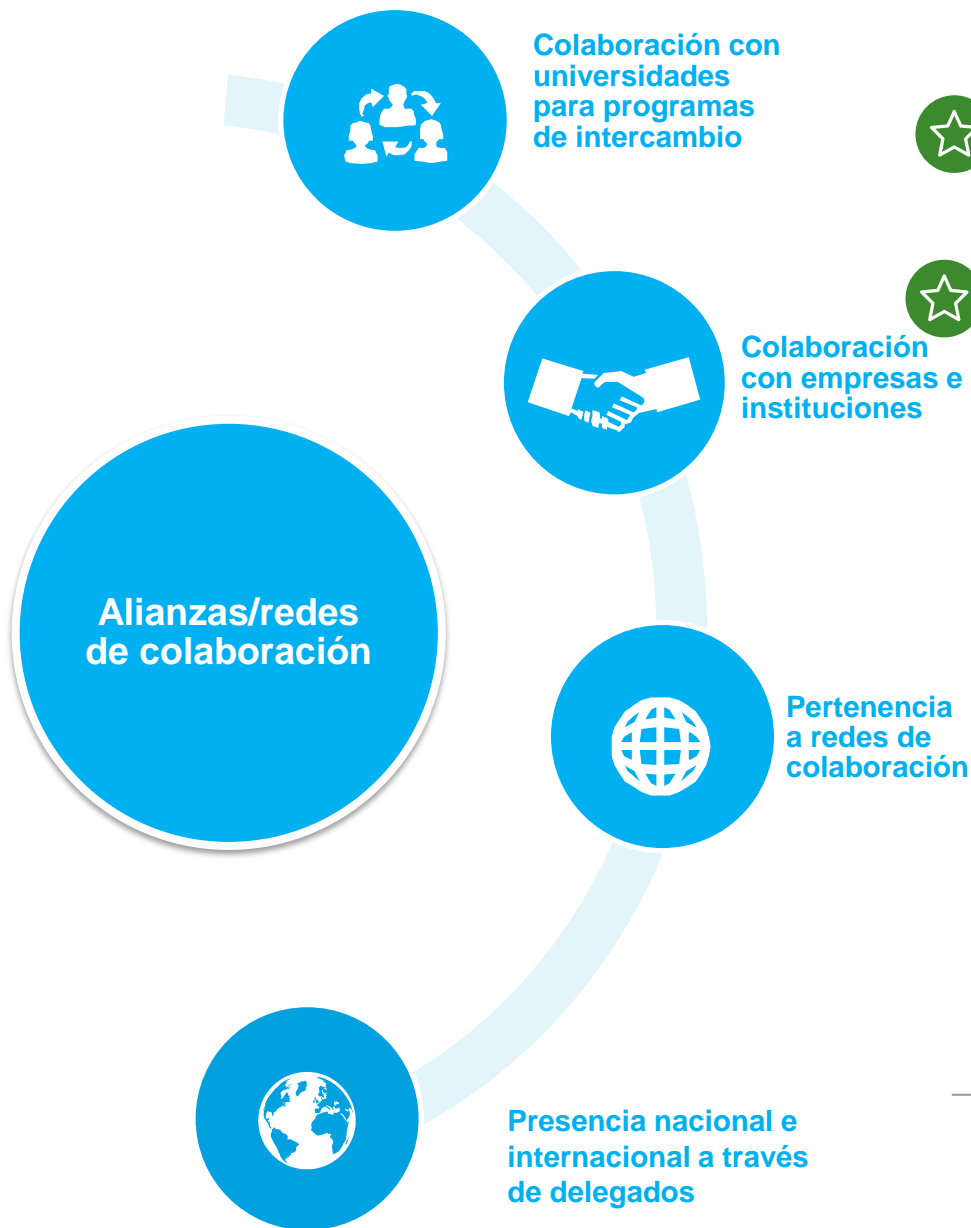 Colaboración con
universidades
para programas
de intercambio
Colaboración
con empresas e
instituciones
Alianzas/redes
de colaboración
Pertenencia
a redes de
colaboración
Presencia nacional e
internacional a través
de delegados